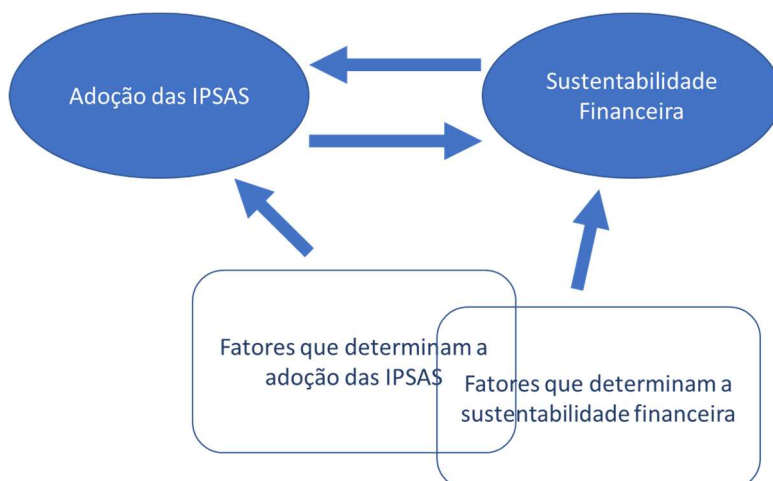 Adoção das IPSAS
Sustentabilidade
Financeira
Fatores que determinam a
adoção das IPSAS
Fatores que determinam a
sustentabilidade financeira